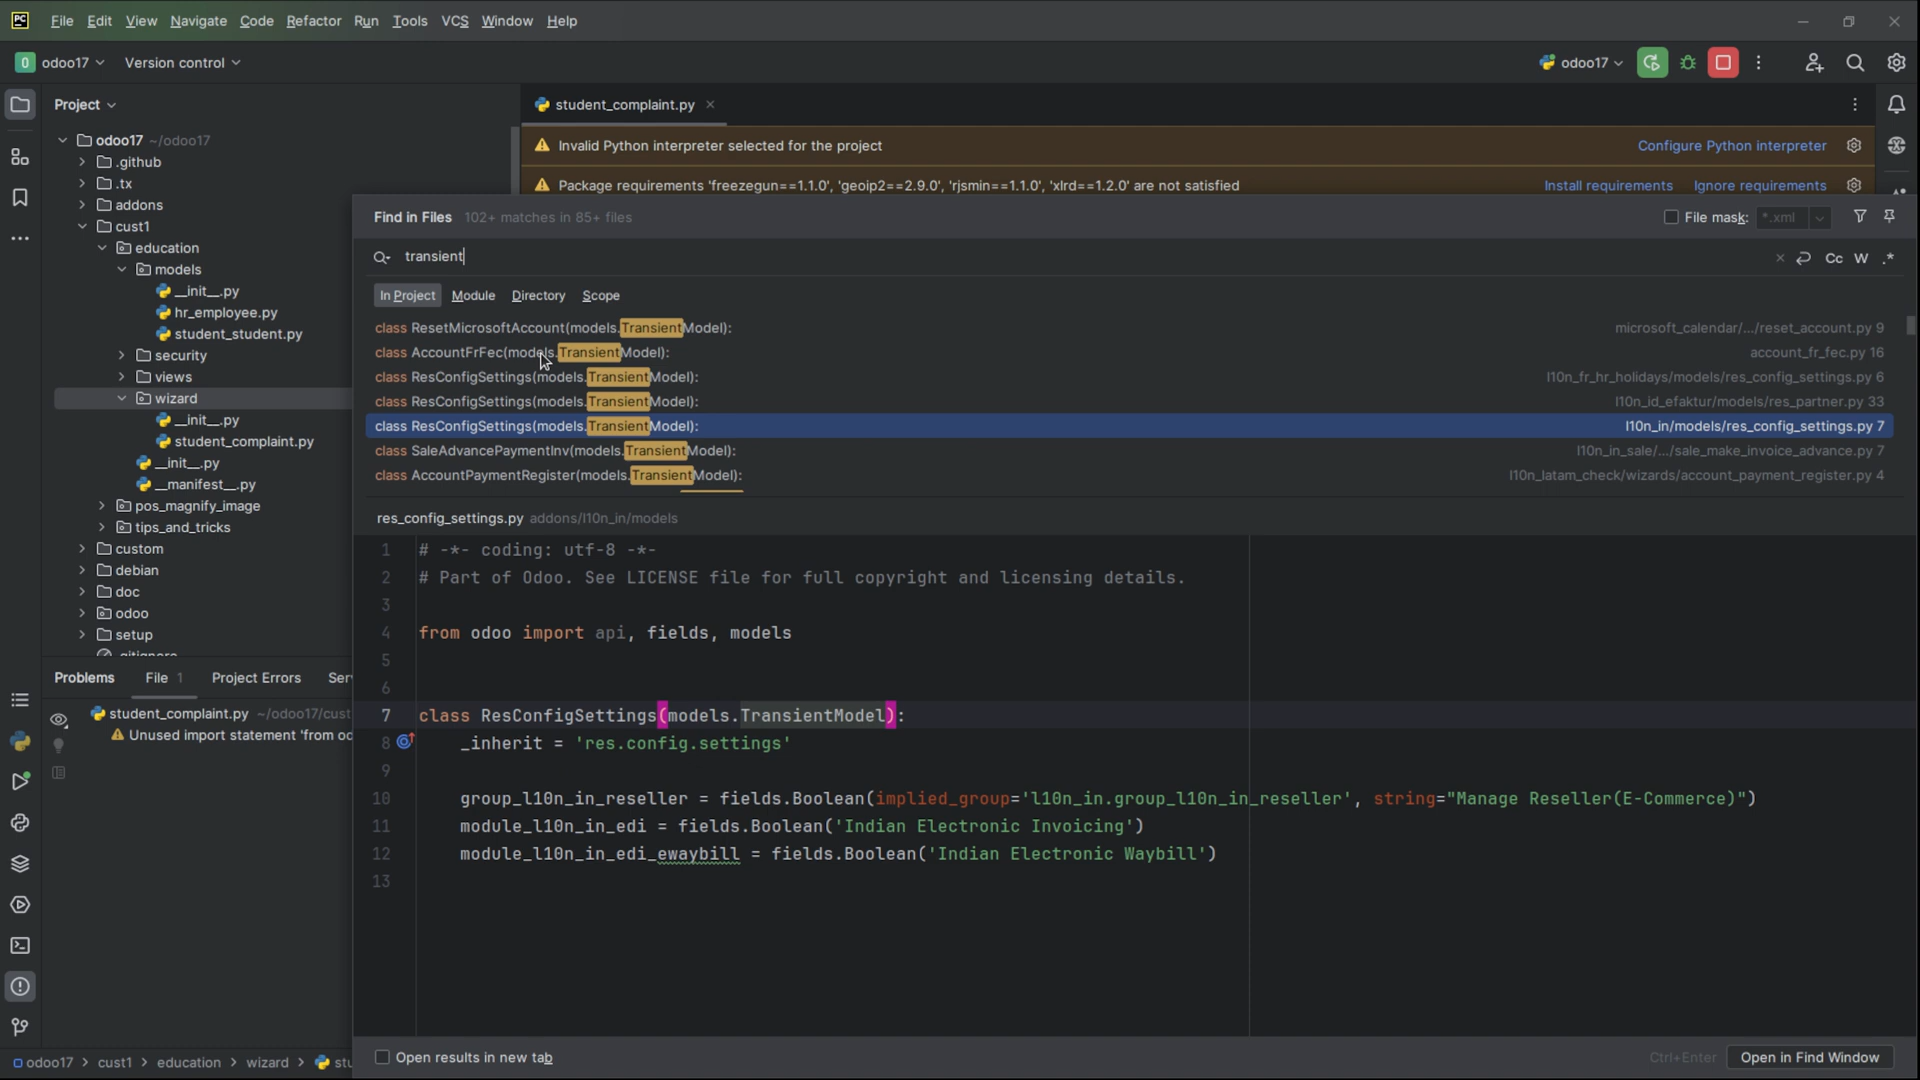 PC File Edit View Navigate Code Refactor Run Tools VCS Window Help
O odoo17 Version control odoo17
Project
student_complaint.py
odoo17 ~/odoo17
Invalid Python interpreter selected for the project Configure Python interpreter
.github
.tx
Package requirements 'freezegun==1.1.0', 'geoip2==2.9.0', 'rjsmin==1.1.0', 'xlrd==1.2.0' are not satisfied Install requirements Ignore requirements
addons
cust1
education
models
__init__.py
hr_employee.py
student_student.py
security
views
wizard
__init__.py
student_complaint.py
__init__.py
__manifest__.py
pos_magnify_image
tips_and_tricks
custom
debian
doc
odoo
setup
.gitignore
Find in Files 102+ matches in 85+ files File mask: *.xml
transient Cc W .*
In Project Module Directory Scope
class ResetMicrosoftAccount(models.TransientModel): microsoft_calendar/.../reset_account.py 9
class AccountFrFec(models.TransientModel): account_fr_fec.py 16
class ResConfigSettings(models.TransientModel): l10n_fr_hr_holidays/models/res_config_settings.py 6
class ResConfigSettings(models.TransientModel): l10n_id_efaktur/models/res_partner.py 33
class ResConfigSettings(models.TransientModel): l10n_in/models/res_config_settings.py 7
class SaleAdvancePaymentInv(models.TransientModel): l10n_in_sale/.../sale_make_invoice_advance.py 7
class AccountPaymentRegister(models.TransientModel): l10n_latam_check/wizards/account_payment_register.py 4
res_config_settings.py addons/l10n_in/models
1 # -*- coding: utf-8 -*-
2 # Part of Odoo. See LICENSE file for full copyright and licensing details.
3
4 from odoo import api, fields, models
5
6
7 class ResConfigSettings(models.TransientModel):
8 _inherit = 'res.config.settings'
9
10 group_l10n_in_reseller = fields.Boolean(implied_group='l10n_in.group_l10n_in_reseller', string="Manage Reseller(E-Commerce)")
11 module_l10n_in_edi = fields.Boolean('Indian Electronic Invoicing')
12 module_l10n_in_edi_ewaybill = fields.Boolean('Indian Electronic Waybill')
13
Problems File 1 Project Errors Ser
student_complaint.py ~/odoo17/cust
Unused import statement 'from oc
Open results in new tab Ctrl+Enter Open in Find Window
odoo17 > cust1 > education > wizard > stu